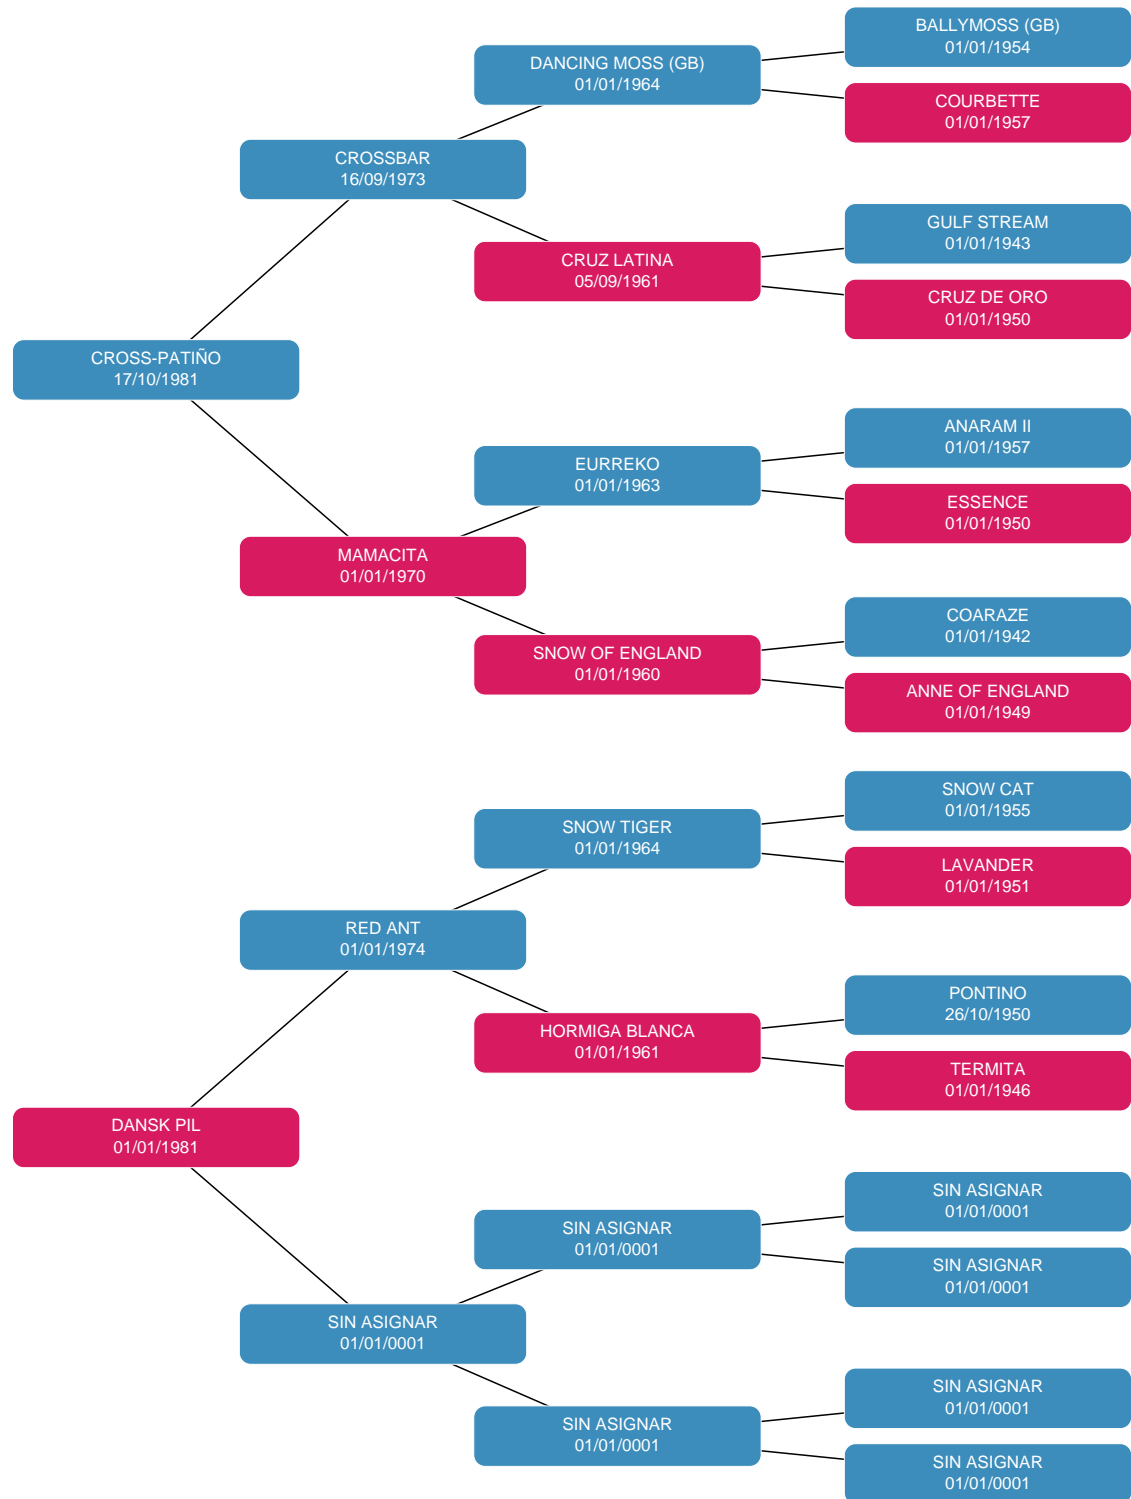 BALLYMOSS (GB)
01/01/1954
DANCING MOSS (GB)
01/01/1964
COURBETTE
01/01/1957
CROSSBAR
16/09/1973
GULF STREAM
01/01/1943
CRUZ LATINA
05/09/1961
CRUZ DE ORO
01/01/1950
CROSS-PATIÑO
17/10/1981
ANARAM II
01/01/1957
EURREKO
01/01/1963
ESSENCE
01/01/1950
MAMACITA
01/01/1970
COARAZE
01/01/1942
SNOW OF ENGLAND
01/01/1960
ANNE OF ENGLAND
01/01/1949
SNOW CAT
01/01/1955
SNOW TIGER
01/01/1964
LAVANDER
01/01/1951
RED ANT
01/01/1974
PONTINO
26/10/1950
HORMIGA BLANCA
01/01/1961
TERMITA
01/01/1946
DANSK PIL
01/01/1981
SIN ASIGNAR
01/01/0001
SIN ASIGNAR
01/01/0001
SIN ASIGNAR
01/01/0001
SIN ASIGNAR
01/01/0001
SIN ASIGNAR
01/01/0001
SIN ASIGNAR
01/01/0001
SIN ASIGNAR
01/01/0001